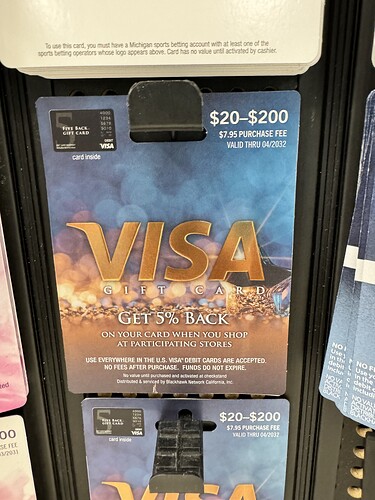 To use this card, you must have a Michigan sports betting account with at least one of the
sports betting operators whose logo appears above. Card has no value until activated by cashier.
FIVE BACK
GIFT CARD
DEBIT
VISA
card inside
$20–$200
$7.95 PURCHASE FEE
VALID THRU 04/2032
VISA
GIFT CARD
GET 5% BACK
ON YOUR CARD WHEN YOU SHOP
AT PARTICIPATING STORES
USE EVERYWHERE IN THE U.S. VISA® DEBIT CARDS ARE ACCEPTED.
NO FEES AFTER PURCHASE. FUNDS DO NOT EXPIRE.
No value until purchased and activated at checkstand
Distributed & serviced by Blackhawk Network California, Inc.
FIVE BACK
GIFT CARD
VISA
card inside
$20–$200
$7.95 PURCHASE FEE
VALID THRU 04/2032
VISA